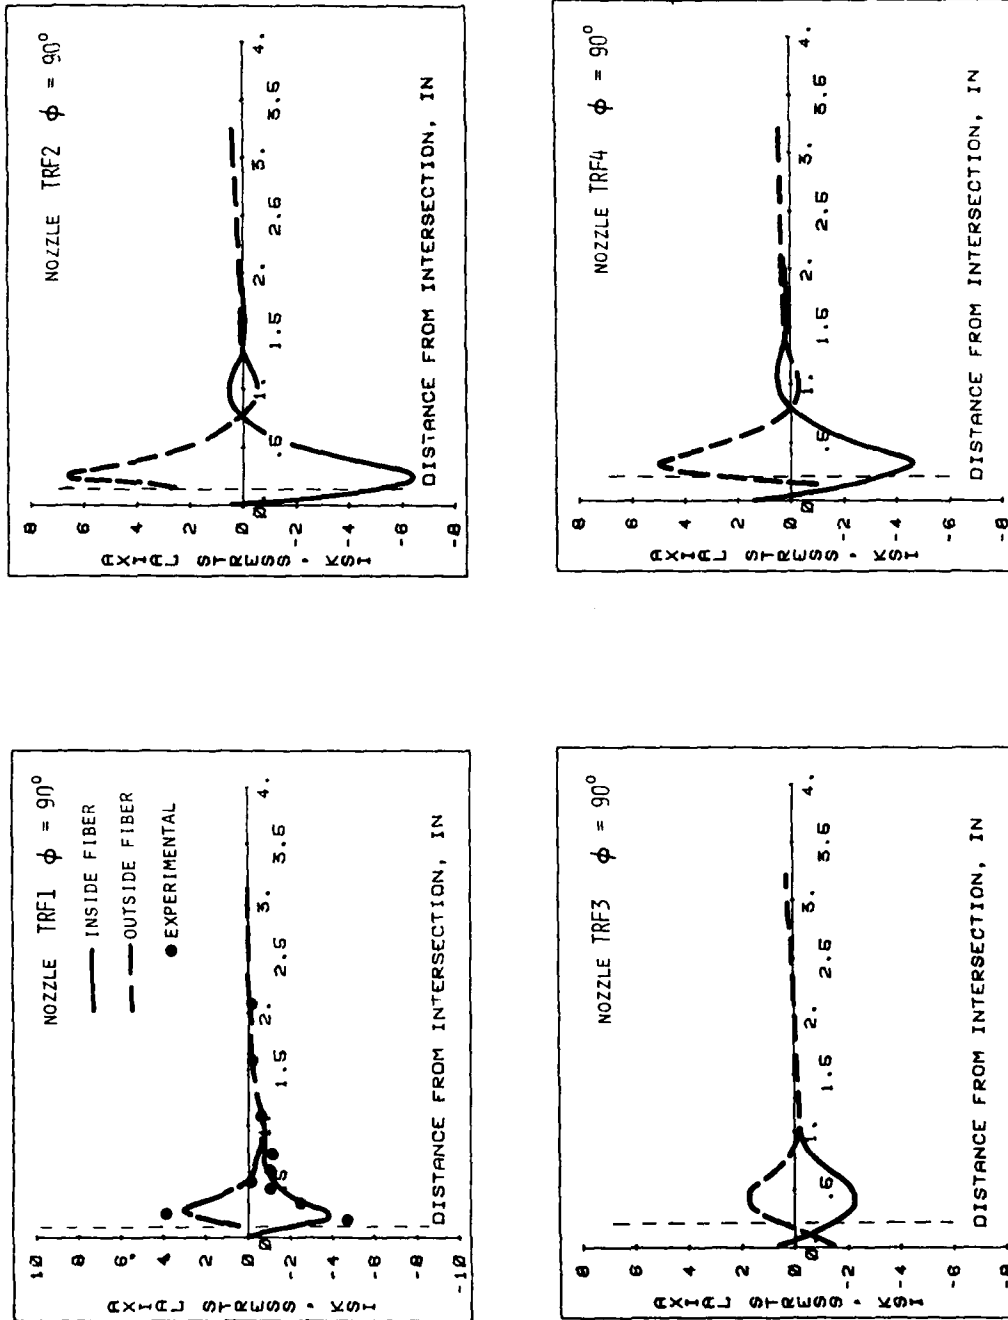 NOZZLE TRF1 ϕ = 90°
INSIDE FIBER
OUTSIDE FIBER
EXPERIMENTAL
10
8
6
4
2
0
-2
-4
-6
-8
-10
AXIAL STRESS, KSI
0 .5 1. 1.5 2. 2.5 3. 3.5 4.
DISTANCE FROM INTERSECTION, IN
NOZZLE TRF2 ϕ = 90°
8
6
4
2
0
-2
-4
-6
-8
AXIAL STRESS, KSI
0 .5 1. 1.5 2. 2.5 3. 3.5 4.
DISTANCE FROM INTERSECTION, IN
NOZZLE TRF3 ϕ = 90°
8
6
4
2
0
-2
-4
-6
-8
AXIAL STRESS, KSI
0 .5 1. 1.5 2. 2.5 3. 3.5 4.
DISTANCE FROM INTERSECTION, IN
NOZZLE TRF4 ϕ = 90°
8
6
4
2
0
-2
-4
-6
-8
AXIAL STRESS, KSI
0 .5 1. 1.5 2. 2.5 3. 3.5 4.
DISTANCE FROM INTERSECTION, IN